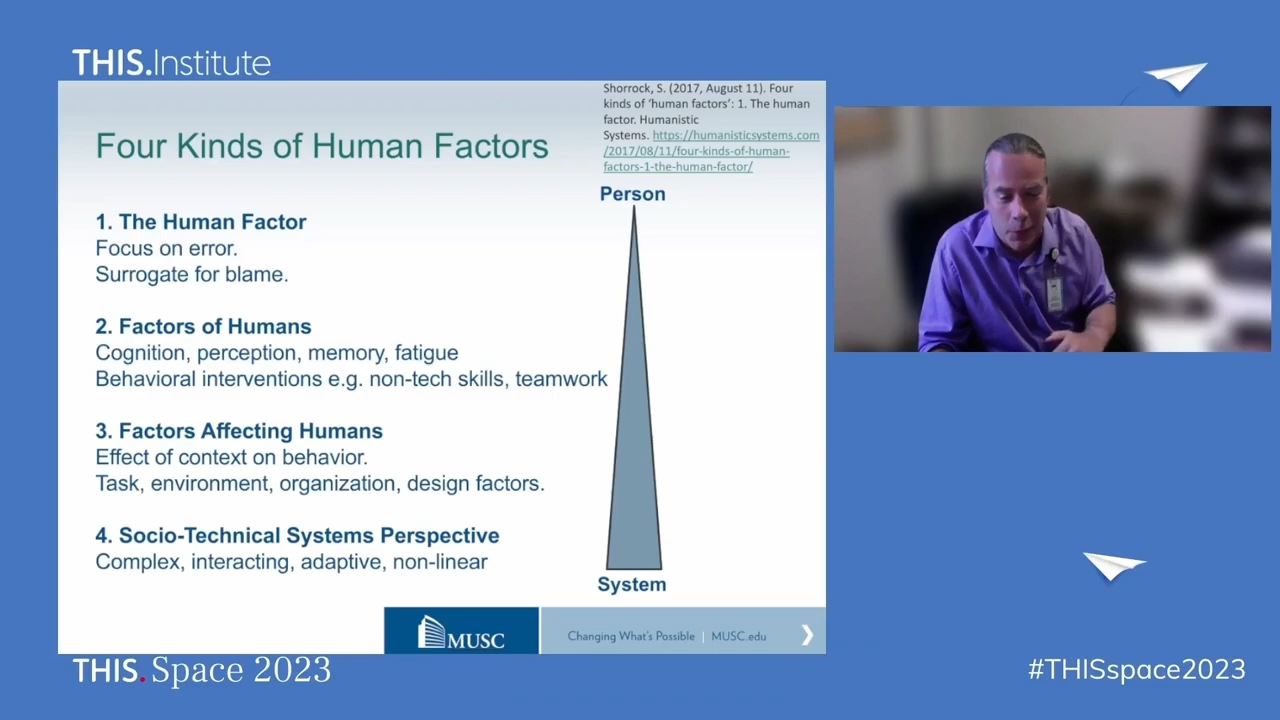 THIS.Institute
Shorrock, S. (2017, August 11). Four
kinds of 'human factors': 1. The human
factor. Humanistic
Systems. https://humanisticsystems.com
/2017/08/11/four-kinds-of-human-
factors-1-the-human-factor/
Four Kinds of Human Factors
Person
1. The Human Factor
Focus on error.
Surrogate for blame.
2. Factors of Humans
Cognition, perception, memory, fatigue
Behavioral interventions e.g. non-tech skills, teamwork
3. Factors Affecting Humans
Effect of context on behavior.
Task, environment, organization, design factors.
4. Socio-Technical Systems Perspective
Complex, interacting, adaptive, non-linear
System
MUSC
Changing What's Possible | MUSC.edu
THIS.Space 2023
#THISspace2023